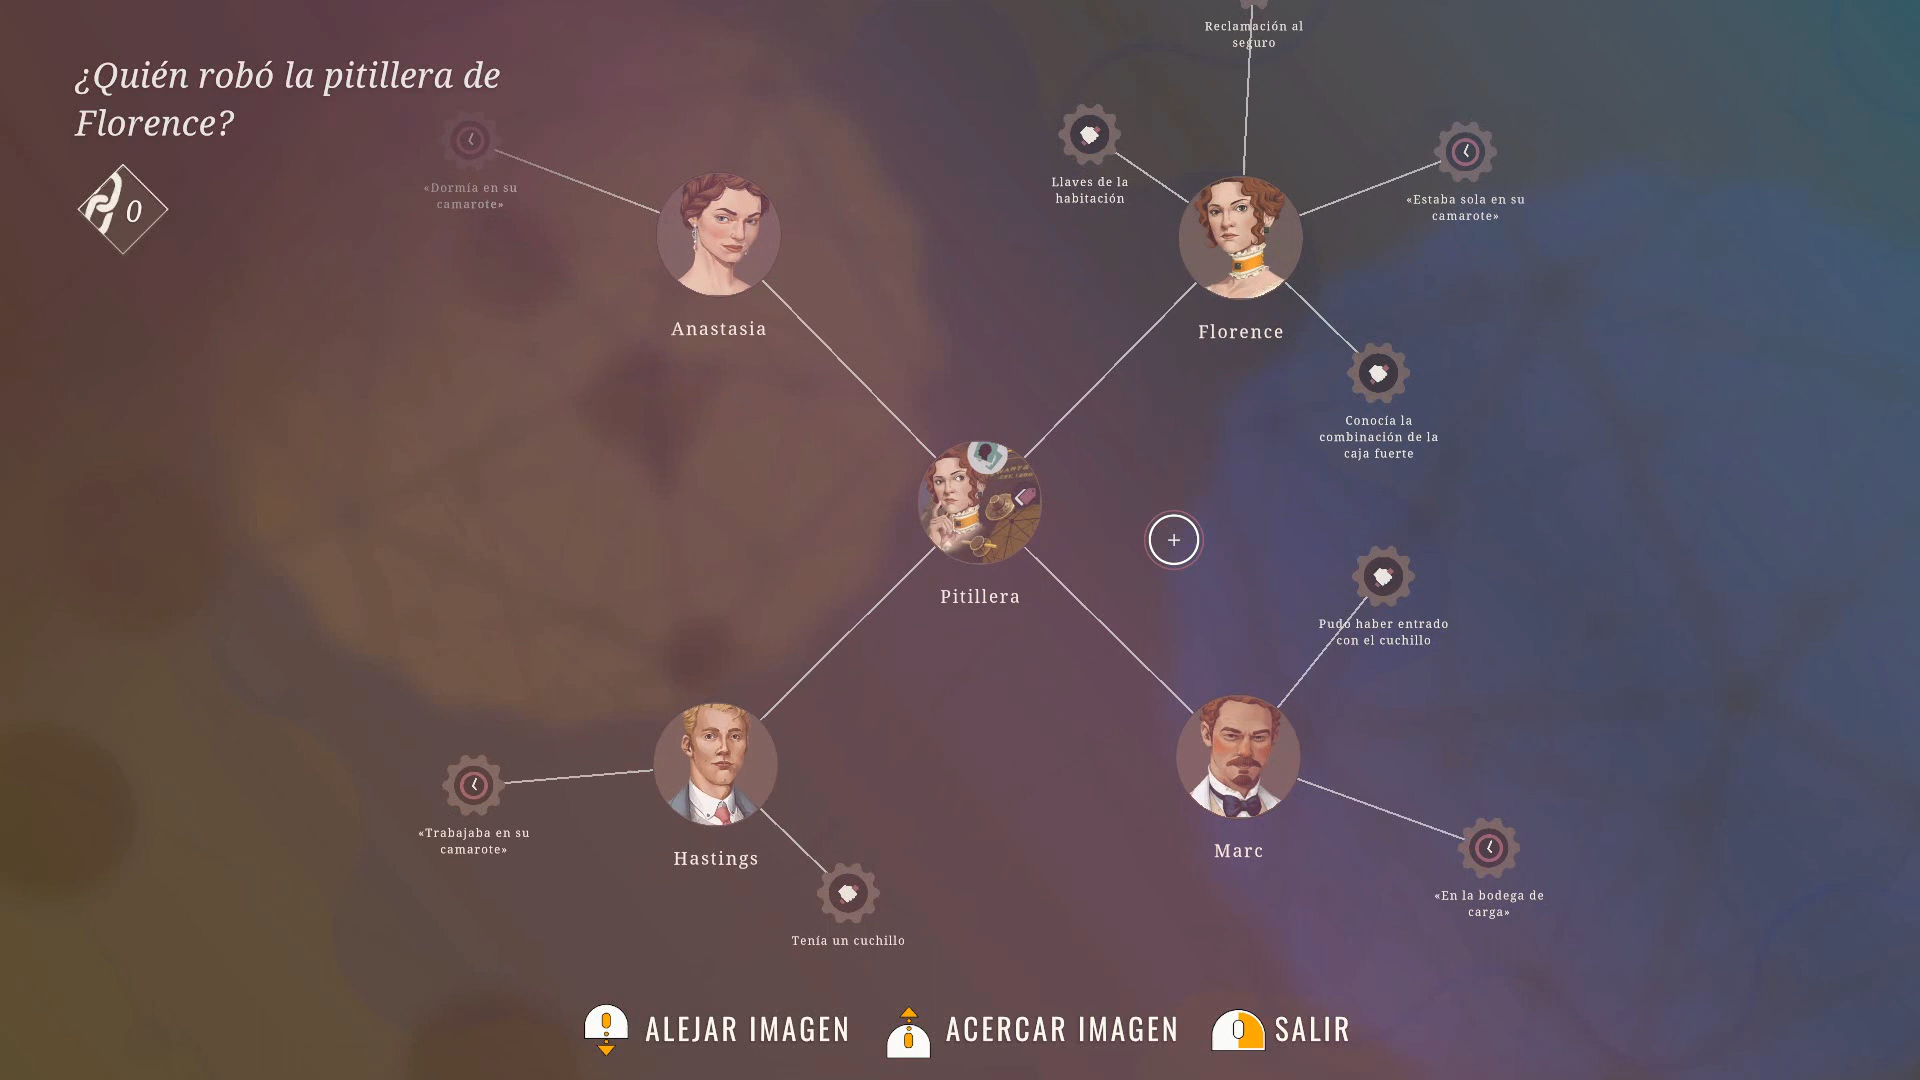 ¿Quién robó la pitillera de
Florence?
0
Reclamación al
seguro
«Dormía en su
camarote»
Llaves de la
habitación
«Estaba sola en su
camarote»
Anastasia
Florence
Conocía la
combinación de la
caja fuerte
Pitillera
Pudo haber entrado
con el cuchillo
«Trabajaba en su
camarote»
Hastings
Marc
«En la bodega de
carga»
Tenía un cuchillo
ALEJAR IMAGEN
ACERCAR IMAGEN
SALIR